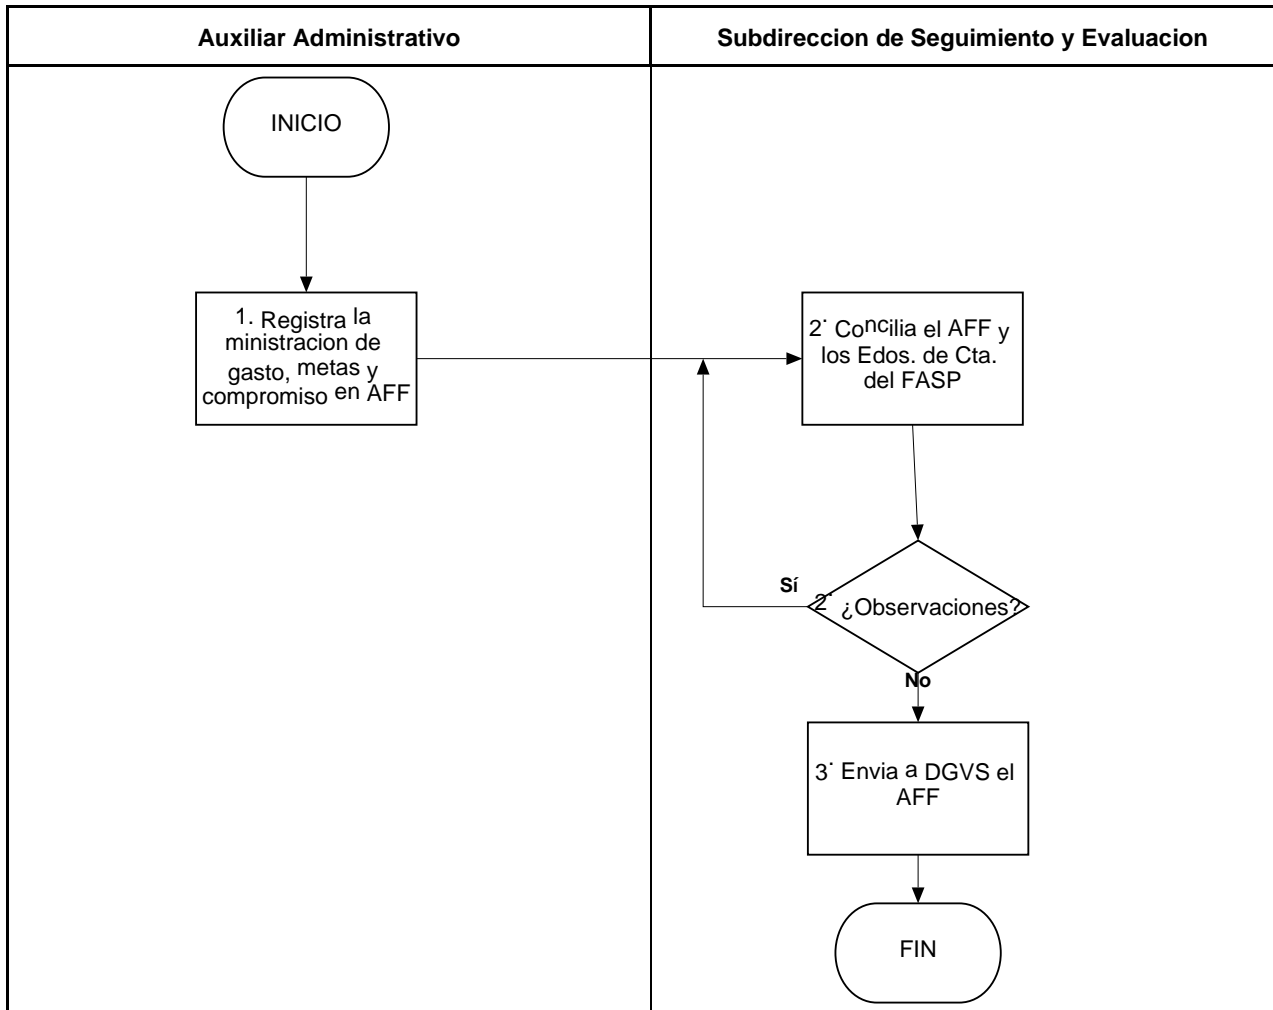 Auxiliar Administrativo
Subdireccion de Seguimiento y Evaluacion
INICIO
1. Registra la
ministracion de
gasto, metas y
compromiso en AFF
2. Concilia el AFF y
los Edos. de Cta.
del FASP
Sí
2. ¿Observaciones?
No
3. Envia a DGVS el
AFF
FIN